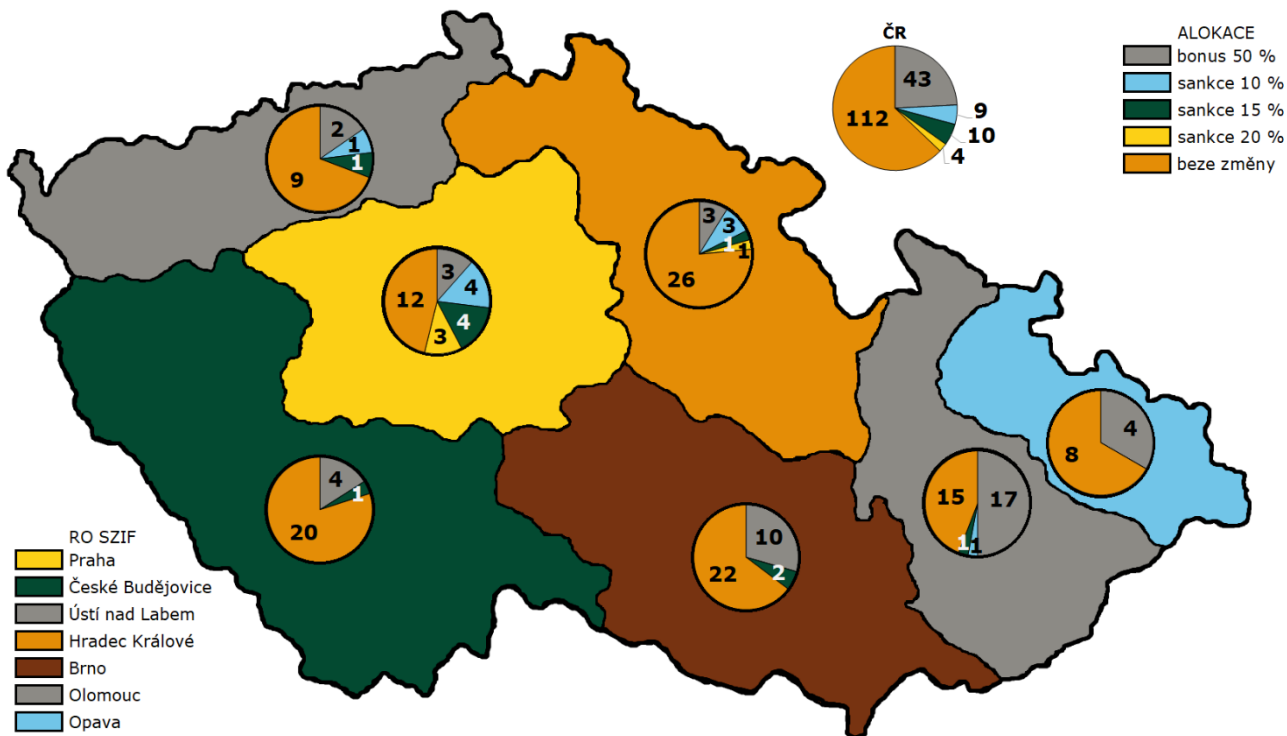 ČR
43
9
10
4
112
ALOKACE
bonus 50 %
sankce 10 %
sankce 15 %
sankce 20 %
beze změny
2
1
1
9
3
3
1
1
26
3
4
4
3
12
4
8
17
1
1
15
4
1
20
10
2
22
RO SZIF
Praha
České Budějovice
Ústí nad Labem
Hradec Králové
Brno
Olomouc
Opava